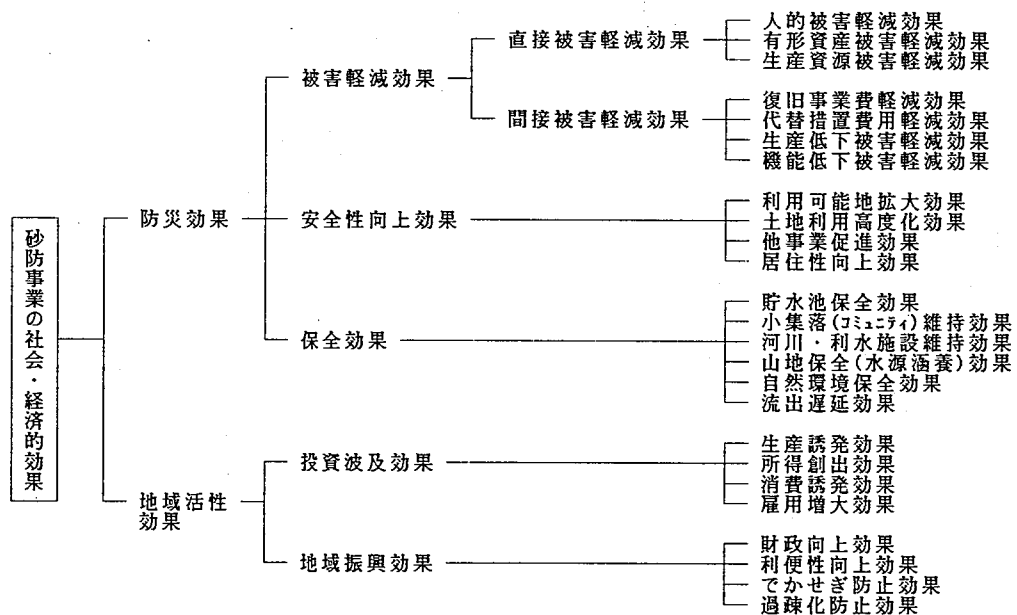 砂防事業の社会・経済的効果
防災効果
被害軽減効果
直接被害軽減効果
人的被害軽減効果
有形資産被害軽減効果
生産資源被害軽減効果
間接被害軽減効果
復旧事業費軽減効果
代替措置費用軽減効果
生産低下被害軽減効果
機能低下被害軽減効果
安全性向上効果
利用可能地拡大効果
土地利用高度化効果
他事業促進効果
居住性向上効果
保全効果
貯水池保全効果
小集落(コミュニティ)維持効果
河川・利水施設維持効果
山地保全(水源涵養)効果
自然環境保全効果
流出遅延効果
地域活性
効果
投資波及効果
生産誘発効果
所得創出効果
消費誘発効果
雇用増大効果
地域振興効果
財政向上効果
利便性向上効果
でかせぎ防止効果
過疎化防止効果